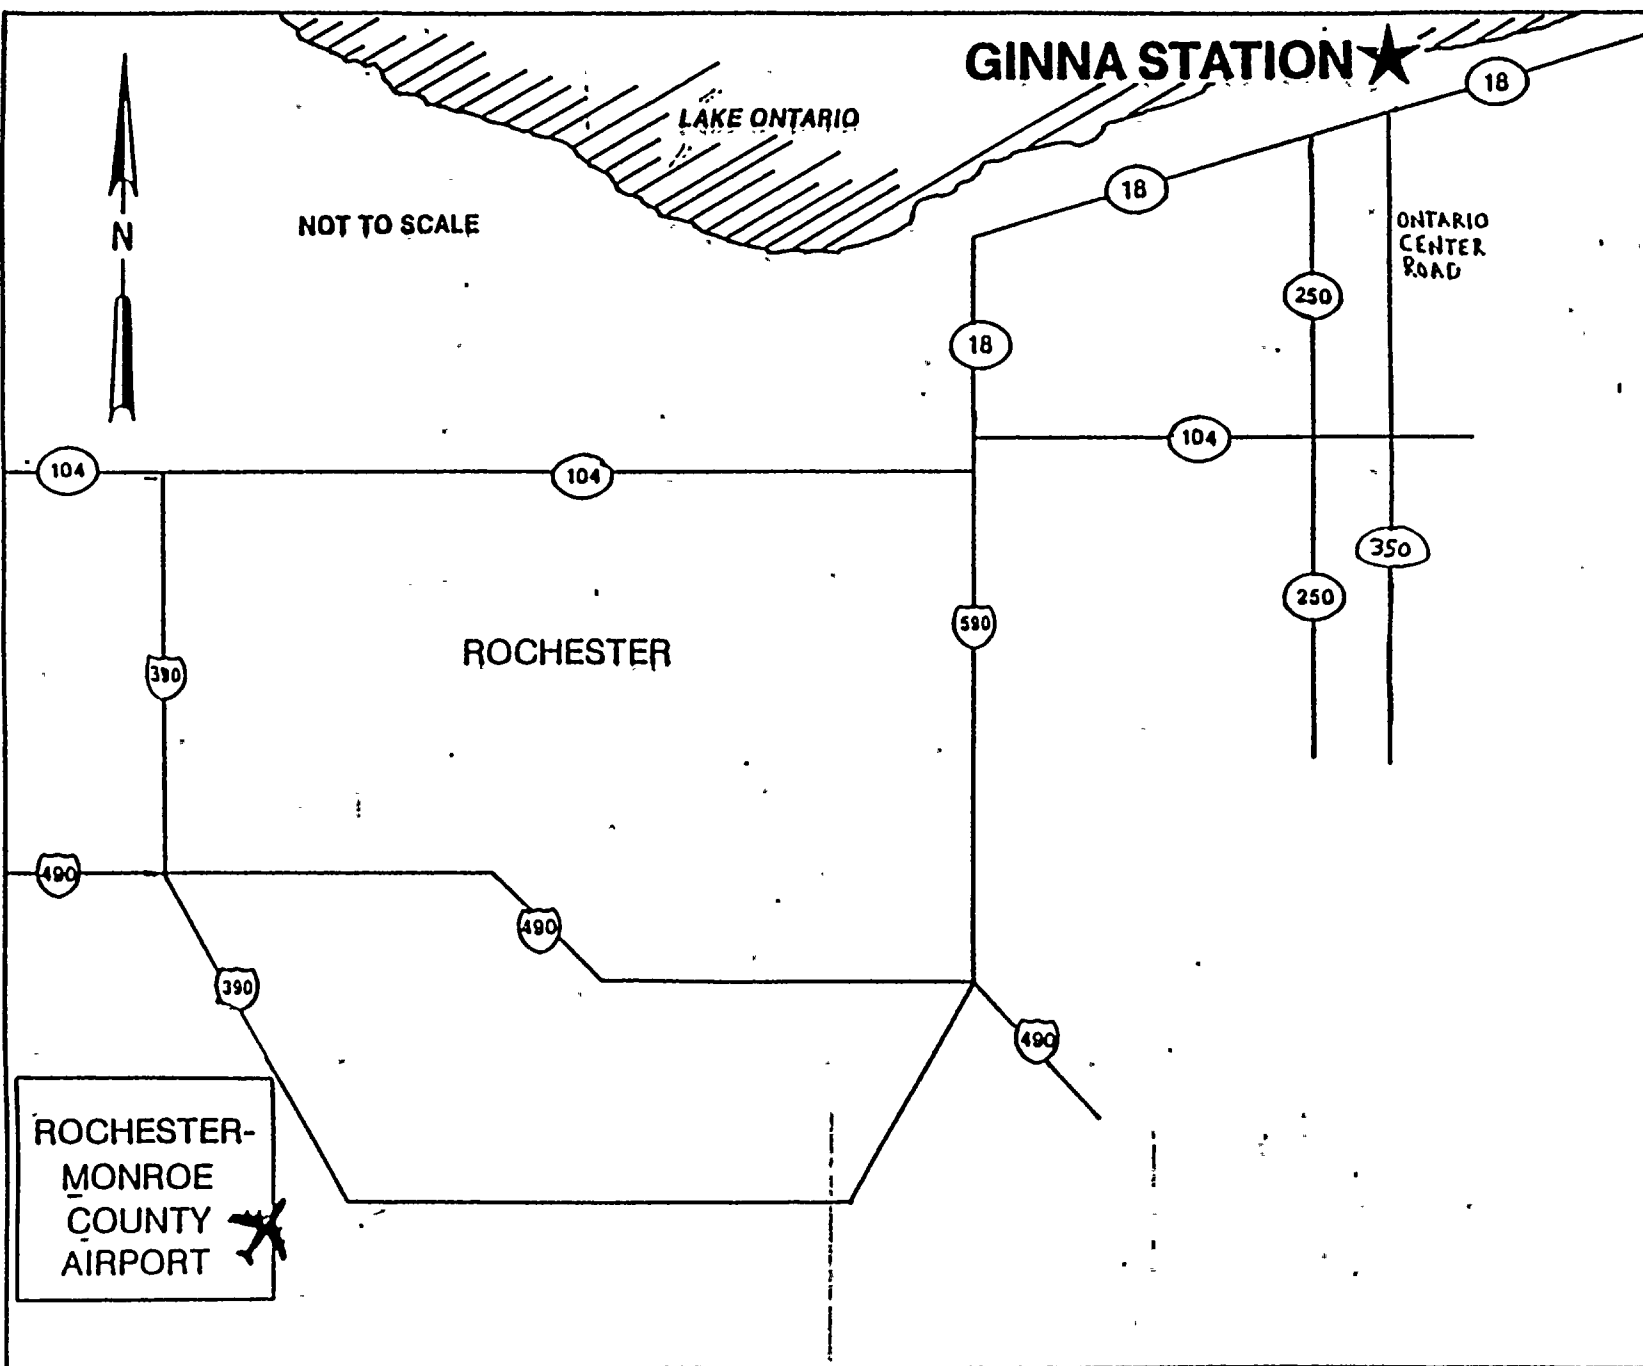 GINNA STATION
18
LAKE ONTARIO
18
NOT TO SCALE
N
ONTARIO
CENTER
ROAD
250
18
104
104
104
350
250
590
ROCHESTER
390
490
490
390
490
ROCHESTER-
MONROE
COUNTY
AIRPORT